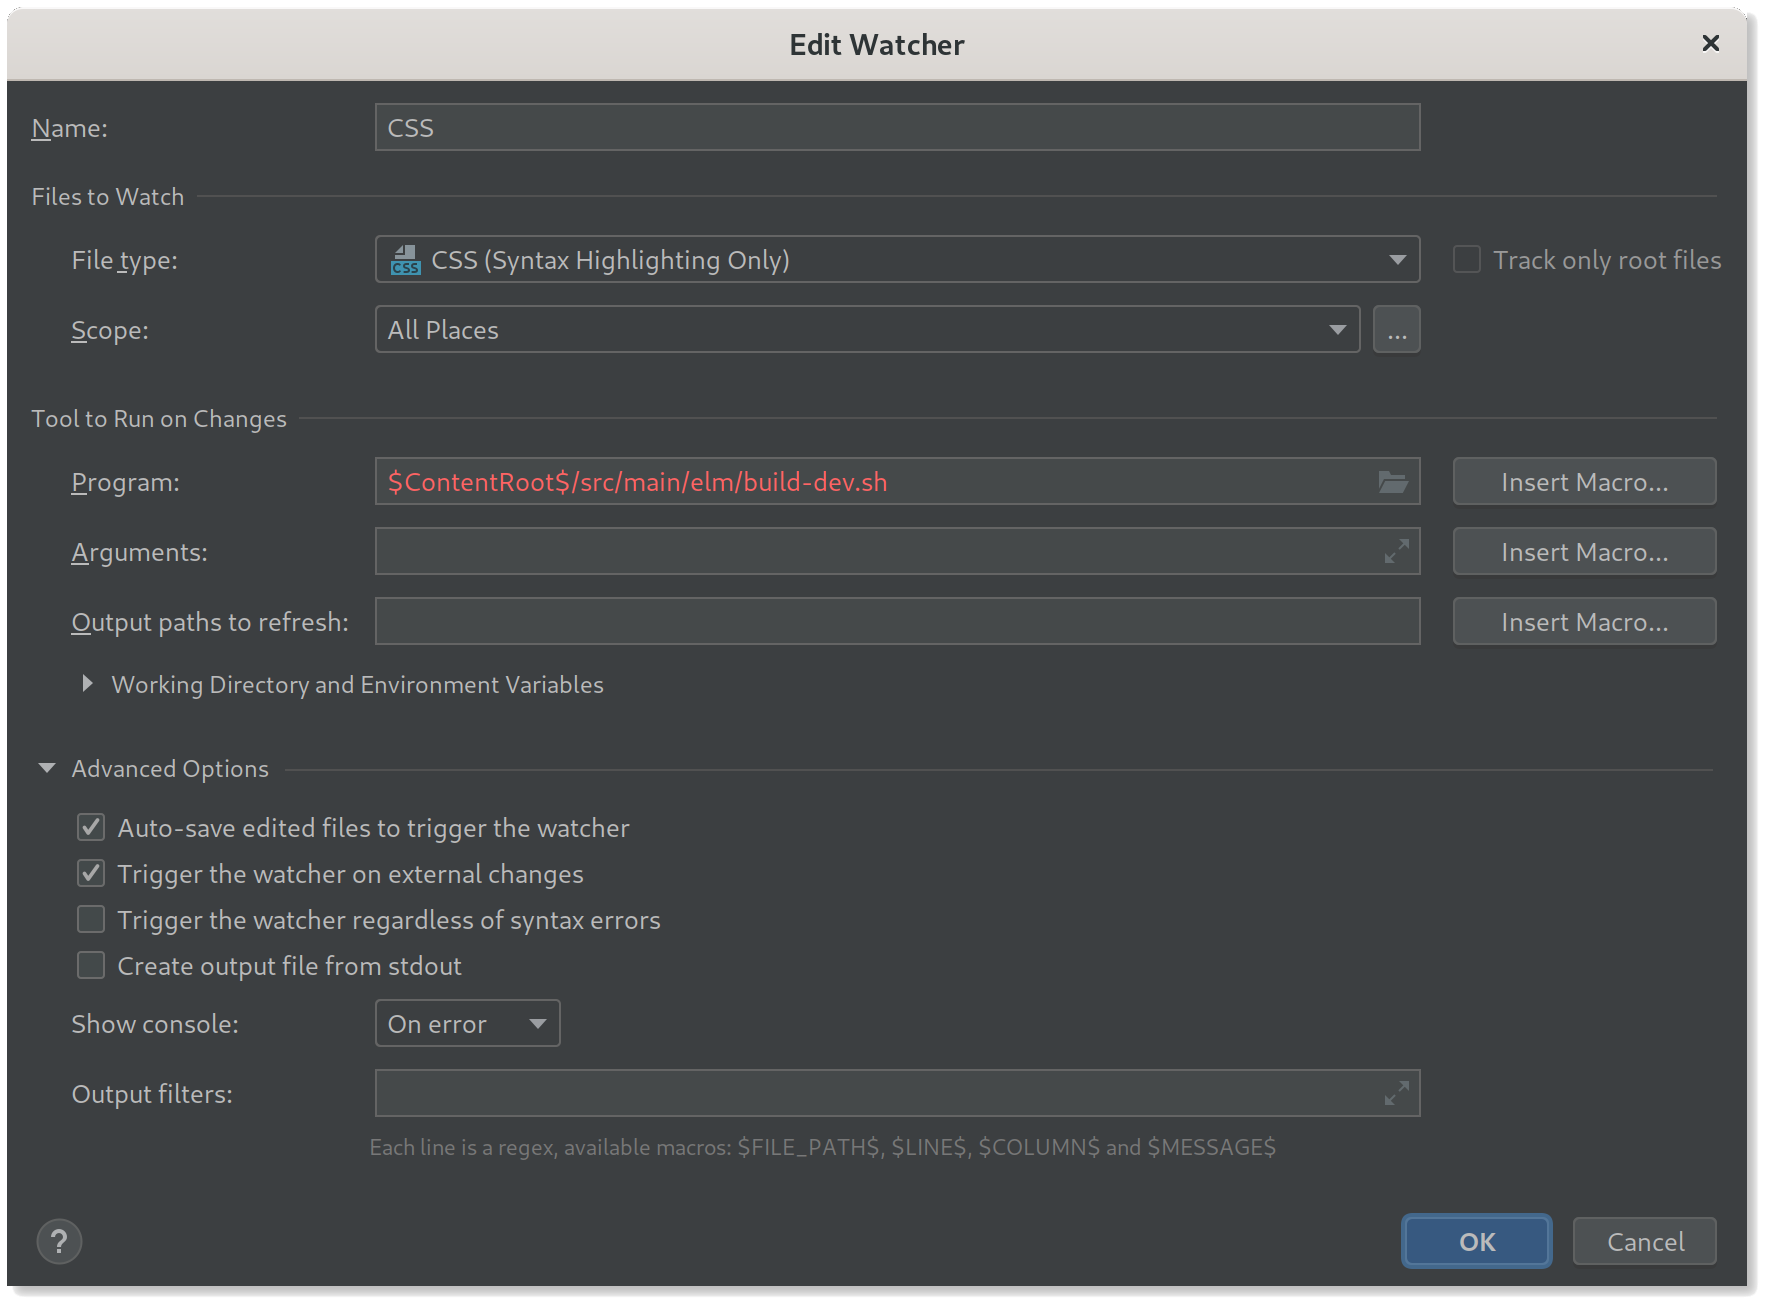 Edit Watcher
Name: CSS
Files to Watch
File type: CSS CSS (Syntax Highlighting Only) Track only root files
Scope: All Places ...
Tool to Run on Changes
Program: $ContentRoot$/src/main/elm/build-dev.sh Insert Macro...
Arguments: Insert Macro...
Output paths to refresh: Insert Macro...
Working Directory and Environment Variables
Advanced Options
Auto-save edited files to trigger the watcher
Trigger the watcher on external changes
Trigger the watcher regardless of syntax errors
Create output file from stdout
Show console: On error
Output filters:
Each line is a regex, available macros: $FILE_PATH$, $LINE$, $COLUMN$ and $MESSAGE$
? OK Cancel